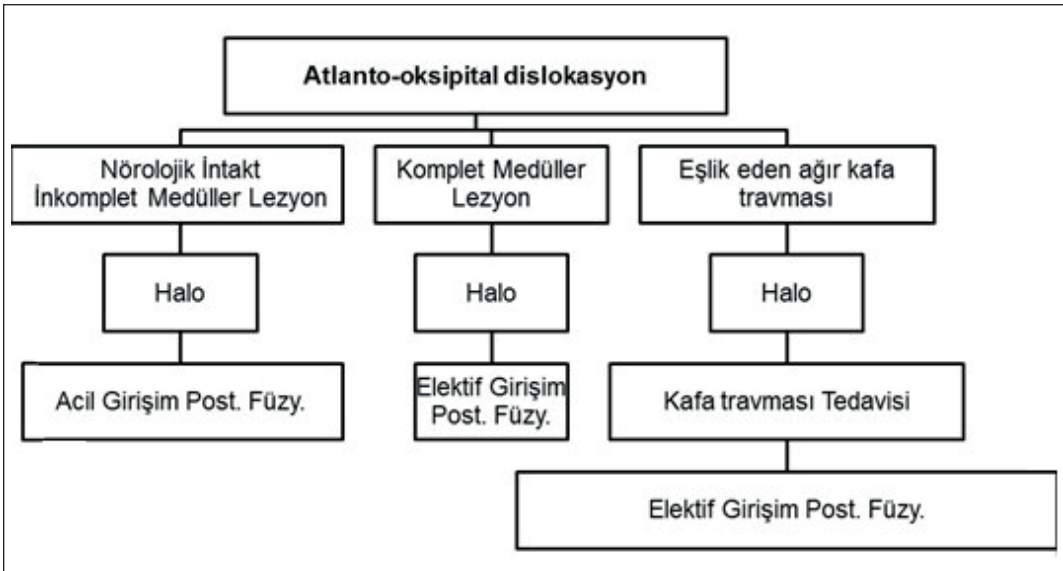 Atlanto-oksipital dislokasyon
Nörolojik İntakt
İnkomplet Medüller Lezyon
Komplet Medüller
Lezyon
Eşlik eden ağır kafa
travması
Halo
Halo
Halo
Acil Girişim Post. Füzy.
Elektif Girişim
Post. Füzy.
Kafa travması Tedavisi
Elektif Girişim Post. Füzy.